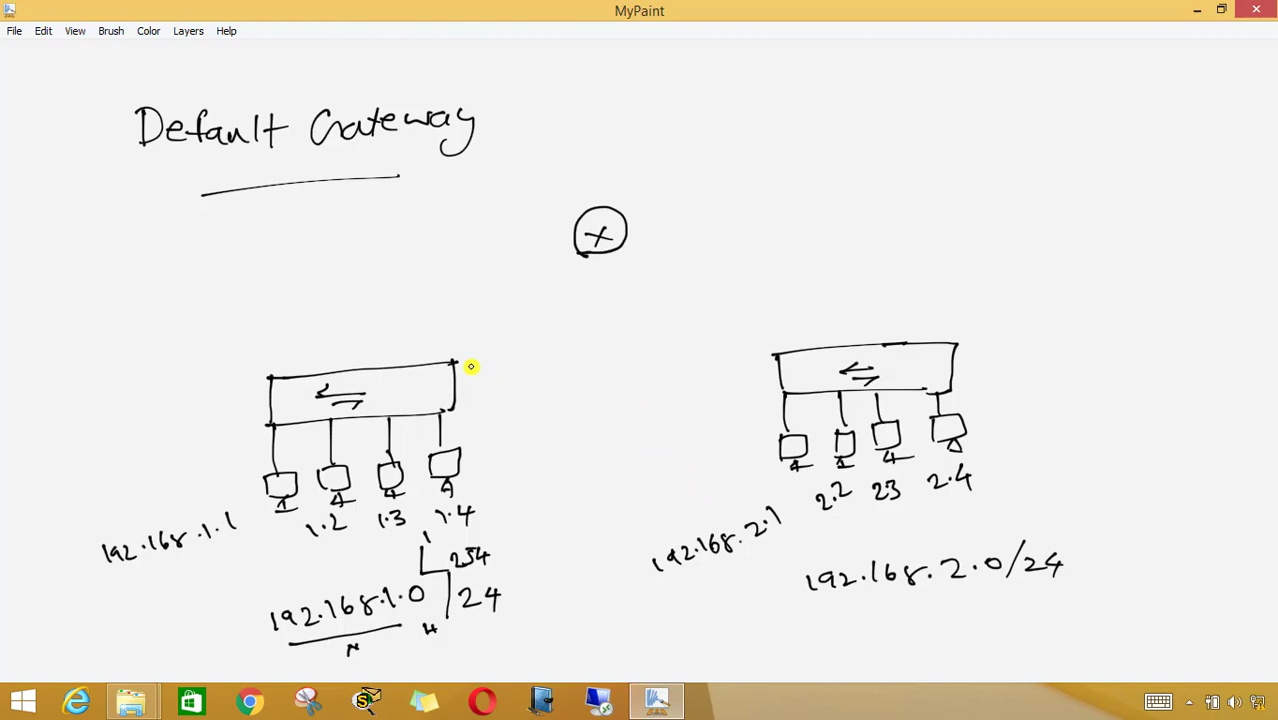 MyPaint
File Edit View Brush Color Layers Help
Default Gateway
192.168.1.1 1.2 1.3 1.4
1
254
192.168.1.0 24
N H
192.168.2.1 2.2 23 2.4
192.168.2.0/24